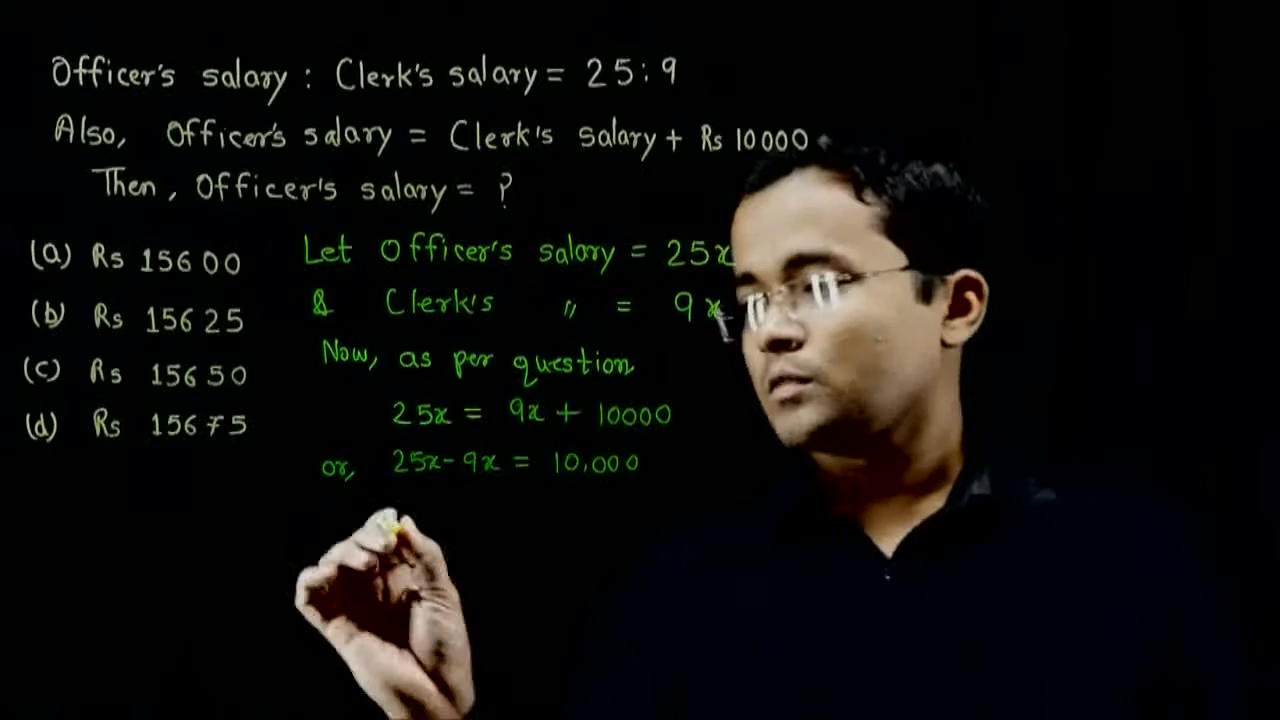 Officer's salary : Clerk's salary = 25 : 9
Also, Officer's salary = Clerk's salary + Rs 10000
Then, Officer's salary = ?
(a) Rs 15600
(b) Rs 15625
(c) Rs 15650
(d) Rs 15675
Let Officer's salary = 25x
& Clerk's " = 9x
Now, as per question
25x = 9x + 10000
or, 25x - 9x = 10,000